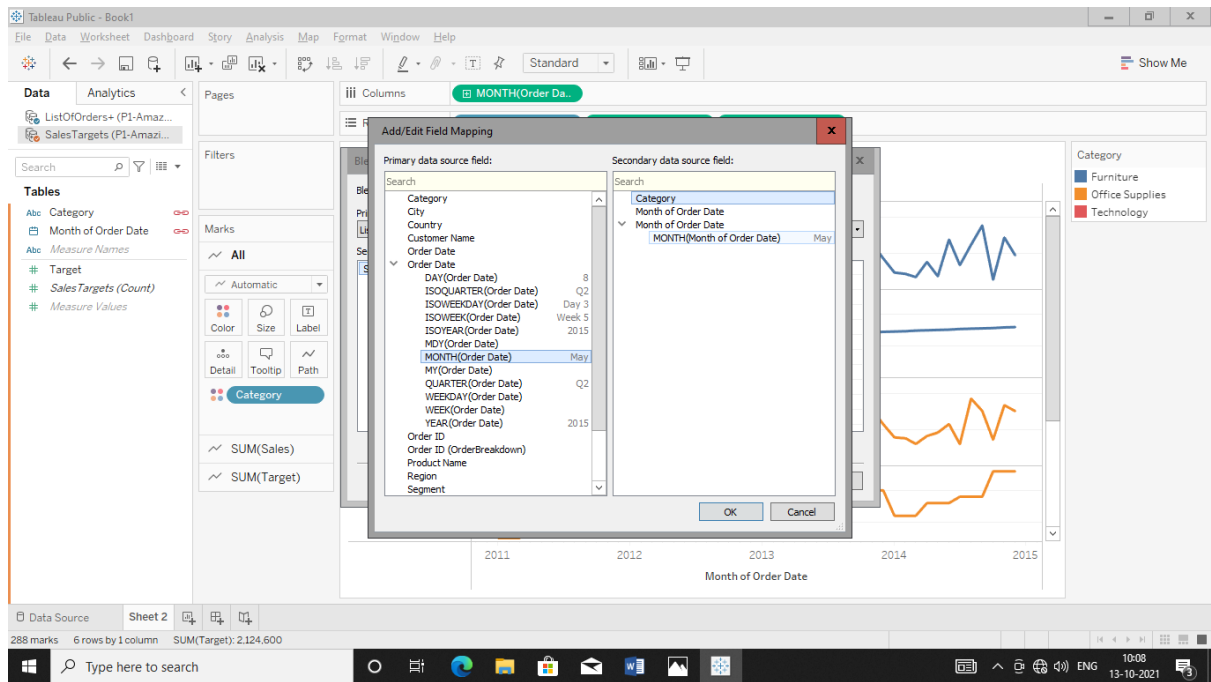 Tableau Public - Book1
File Data Worksheet Dashboard Story Analysis Map Format Window Help
Standard
Show Me
Data Analytics
ListOfOrders+ (P1-Amaz...
SalesTargets (P1-Amazi...
Search
Tables
Abc Category
Month of Order Date
Abc Measure Names
# Target
# SalesTargets (Count)
# Measure Values
Pages
Filters
Marks
All
Automatic
Color Size Label
Detail Tooltip Path
Category
SUM(Sales)
SUM(Target)
Columns
MONTH(Order Da..
Add/Edit Field Mapping
Primary data source field:
Search
Category
City
Country
Customer Name
Order Date
Order Date
DAY(Order Date) 8
ISOQUARTER(Order Date) Q2
ISOWEEKDAY(Order Date) Day 3
ISOWEEK(Order Date) Week 5
ISOYEAR(Order Date) 2015
MDY(Order Date)
MONTH(Order Date) May
MY(Order Date)
QUARTER(Order Date) Q2
WEEKDAY(Order Date)
WEEK(Order Date)
YEAR(Order Date) 2015
Order ID
Order ID (OrderBreakdown)
Product Name
Region
Segment
Secondary data source field:
Search
Category
Month of Order Date
Month of Order Date
MONTH(Month of Order Date) May
OK Cancel
Category
Furniture
Office Supplies
Technology
2011 2012 2013 2014 2015
Month of Order Date
Data Source Sheet 2
288 marks 6 rows by 1 column SUM(Target): 2,124,600
Type here to search
ENG
10:08
13-10-2021
3